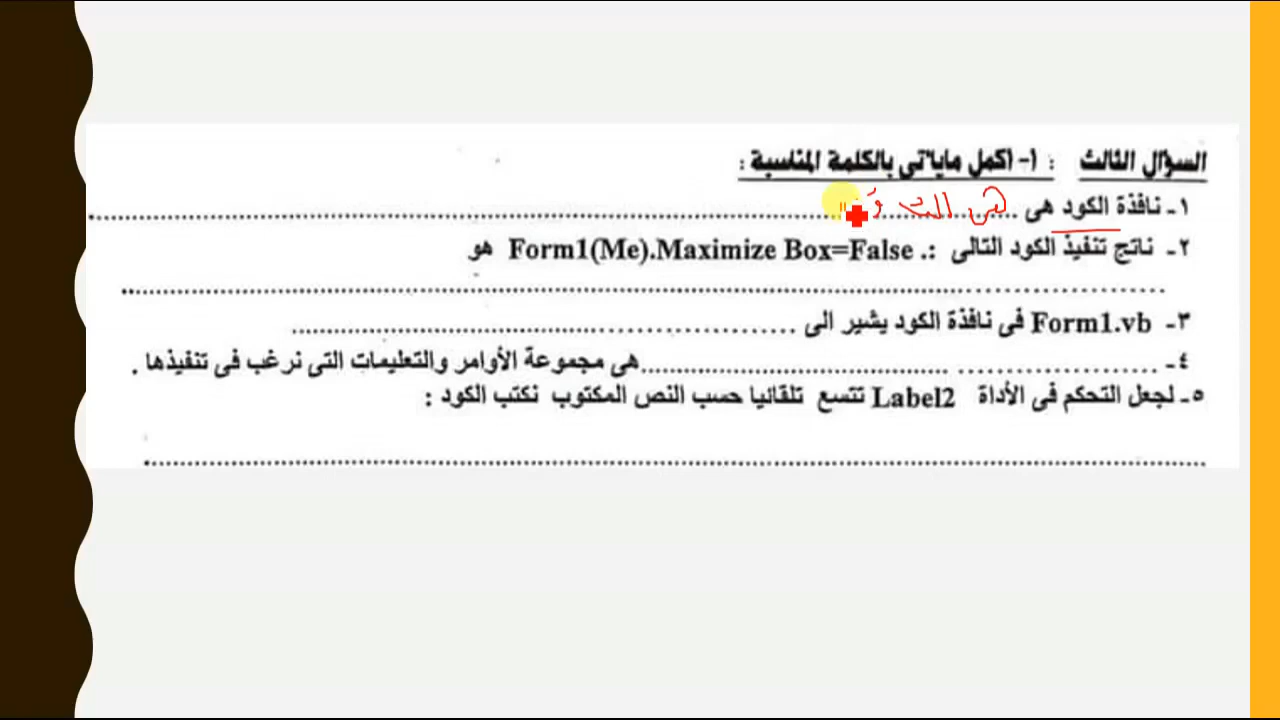 السؤال الثالث : ١- اكمل ماياتى بالكلمة المناسبة :
١- نافذة الكود هى ............ هى ............
٢- ناتج تنفيذ الكود التالى :. Form1(Me).Maximize Box=False هو
............
٣- Form1.vb فى نافذة الكود يشير الى ............
٤- ............ هى مجموعة الأوامر والتعليمات التى نرغب فى تنفيذها .
٥- لجعل التحكم فى الأداة Label2 تتسع تلقائيا حسب النص المكتوب نكتب الكود :
............